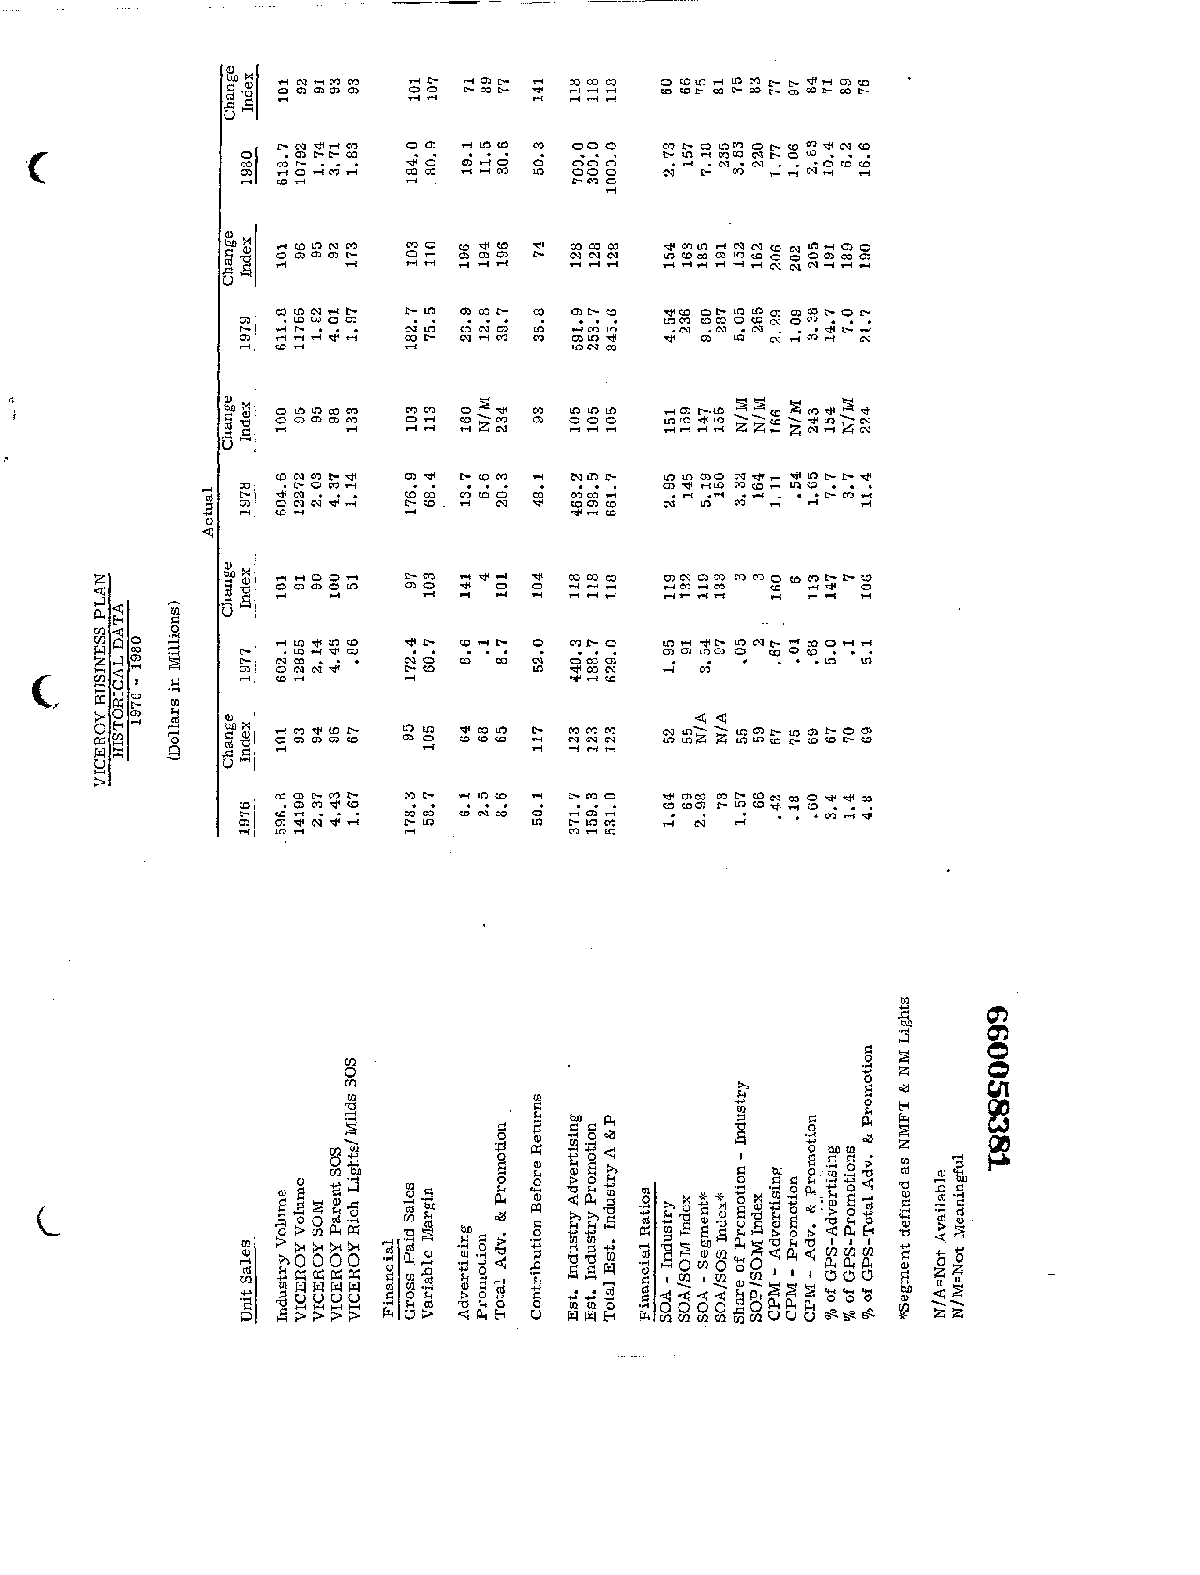 VICEROY BUSINESS PLAN
HISTORICAL DATA
1976 - 1980
(Dollars in Millions)
Actual
Unit Sales 1976 Change Index 1977 Change Index 1978 Change Index 1979 Change Index 1980 Change Index
Industry Volume 596.8 101 602.1 101 604.6 100 611.8 101 613.7 101
VICEROY Volume 14199 93 12855 91 12272 95 11755 96 10792 92
VICEROY SOM 2.37 94 2.14 90 2.03 95 1.92 95 1.74 91
VICEROY Parent SOS 4.43 96 4.45 100 4.37 98 4.01 92 3.71 93
VICEROY Rich Lights/Milds SOS 1.67 67 .86 51 1.14 133 1.97 173 1.83 93
Financial
Gross Paid Sales 178.3 95 172.4 97 176.9 103 182.7 103 184.0 101
Variable Margin 58.7 105 60.7 103 68.4 113 75.5 110 80.9 107
Advertising 6.1 64 8.6 141 13.7 160 26.9 196 19.1 71
Promotion 2.5 68 .1 4 6.6 N/M 12.8 194 11.5 89
Total Adv. & Promotion 8.6 65 8.7 101 20.3 234 39.7 196 30.6 77
Contribution Before Returns 50.1 117 52.0 104 48.1 93 35.8 74 50.3 141
Est. Industry Advertising 371.7 123 440.3 118 463.2 105 591.9 128 700.0 118
Est. Industry Promotion 159.3 123 188.7 118 198.5 105 253.7 128 300.0 118
Total Est. Industry A & P 531.0 123 629.0 118 661.7 105 845.6 128 1000.0 118
Financial Ratios
SOA - Industry 1.64 52 1.95 119 2.95 151 4.54 154 2.73 60
SOA/SOM Index 69 55 91 132 145 159 236 163 157 66
SOA - Segment* 2.98 N/A 3.54 119 5.19 147 9.60 185 7.18 75
SOA/SOS Index* 73 N/A 97 133 150 155 287 191 235 81
Share of Promotion - Industry 1.57 55 .05 3 3.32 N/M 5.05 152 3.83 75
SOP/SOM Index 66 59 2 3 164 N/M 265 162 220 83
CPM - Advertising .42 67 .67 160 1.11 166 2.29 206 1.77 77
CPM - Promotion .18 75 .01 6 .54 N/M 1.09 202 1.06 97
CPM - Adv. & Promotion .60 69 .68 113 1.65 243 3.38 205 2.83 84
% of GPS-Advertising 3.4 67 5.0 147 7.7 154 14.7 191 10.4 71
% of GPS-Promotions 1.4 70 .1 7 3.7 N/M 7.0 189 6.2 89
% of GPS-Total Adv. & Promotion 4.8 69 5.1 106 11.4 224 21.7 190 16.6 76
*Segment defined as NMFT & NM Lights
N/A=Not Available
N/M=Not Meaningful
660058381